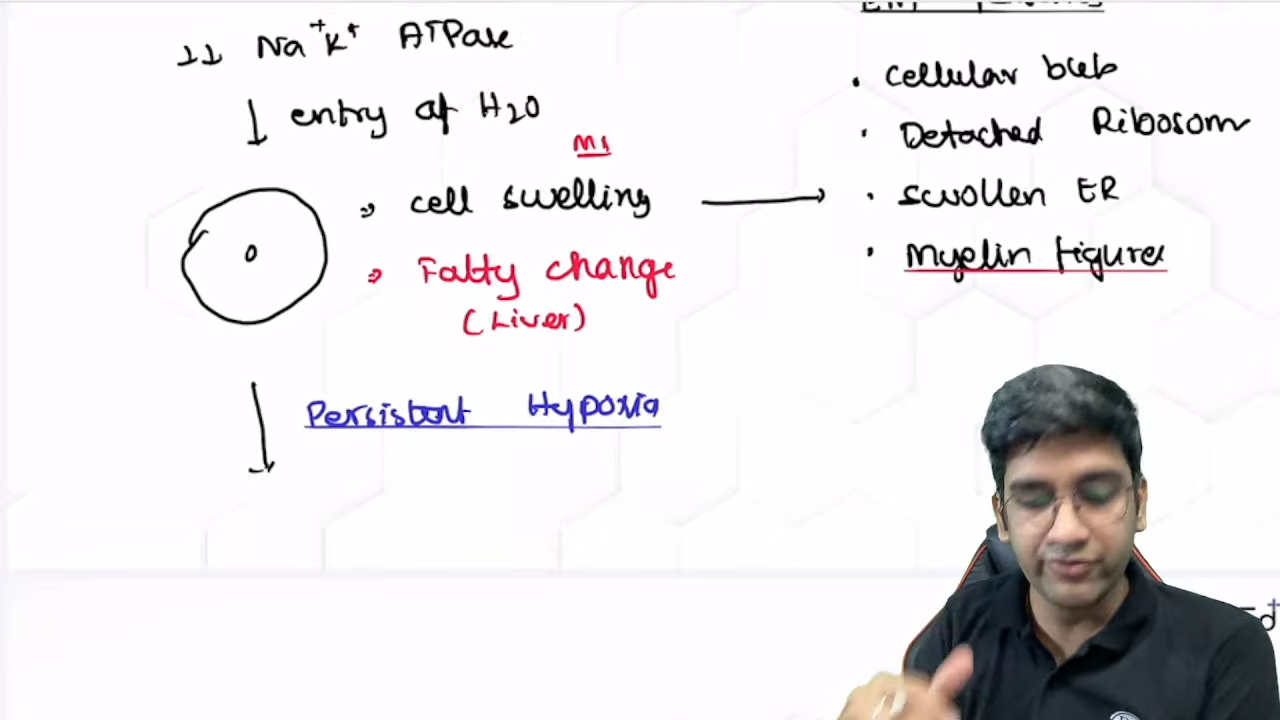 ↓↓ Na⁺K⁺ ATPase
↓ entry of H2O
M1
cell swelling →
Fatty change
(Liver)
↓ Persistent Hypoxia
• cellular bleb
• Detached Ribosom
• swollen ER
• Myelin figures